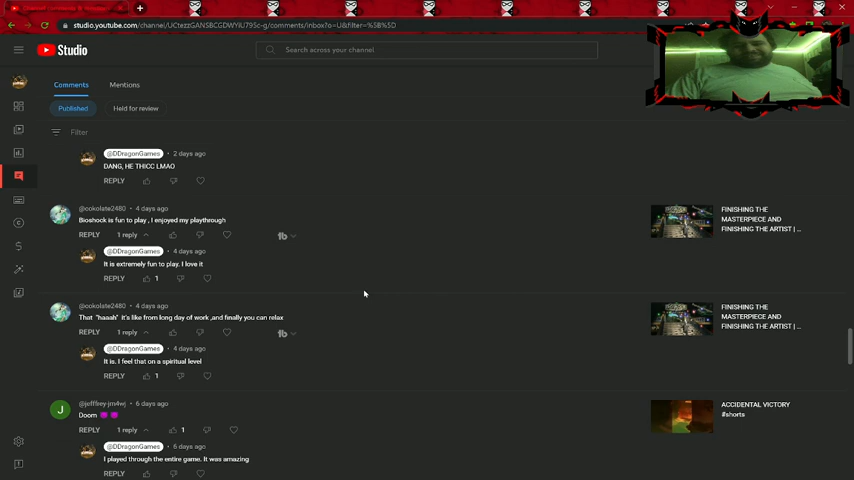 studio.youtube.com/channel/UCtezzGANSBCGDWYiU795c-g/comments/inbox?o=U&filter=%5B%5D
Studio
Search across your channel
Comments
Mentions
Published
Held for review
Filter
@DDragonGames • 2 days ago
DANG, HE THICC LMAO
REPLY
@ookolate2480 • 4 days ago
Bioshock is fun to play , I enjoyed my playthrough
REPLY 1 reply
FINISHING THE
MASTERPIECE AND
FINISHING THE ARTIST | ...
@DDragonGames • 4 days ago
It is extremely fun to play. I love it
REPLY 1
@ookolate2480 • 4 days ago
That "haaah" it's like from long day of work ,and finally you can relax
REPLY 1 reply
FINISHING THE
MASTERPIECE AND
FINISHING THE ARTIST | ...
@DDragonGames • 4 days ago
It is. I feel that on a spiritual level
REPLY 1
J
@jefffrey-jm4wj • 6 days ago
Doom
REPLY 1 reply 1
ACCIDENTAL VICTORY
#shorts
@DDragonGames • 6 days ago
I played through the entire game. It was amazing
REPLY